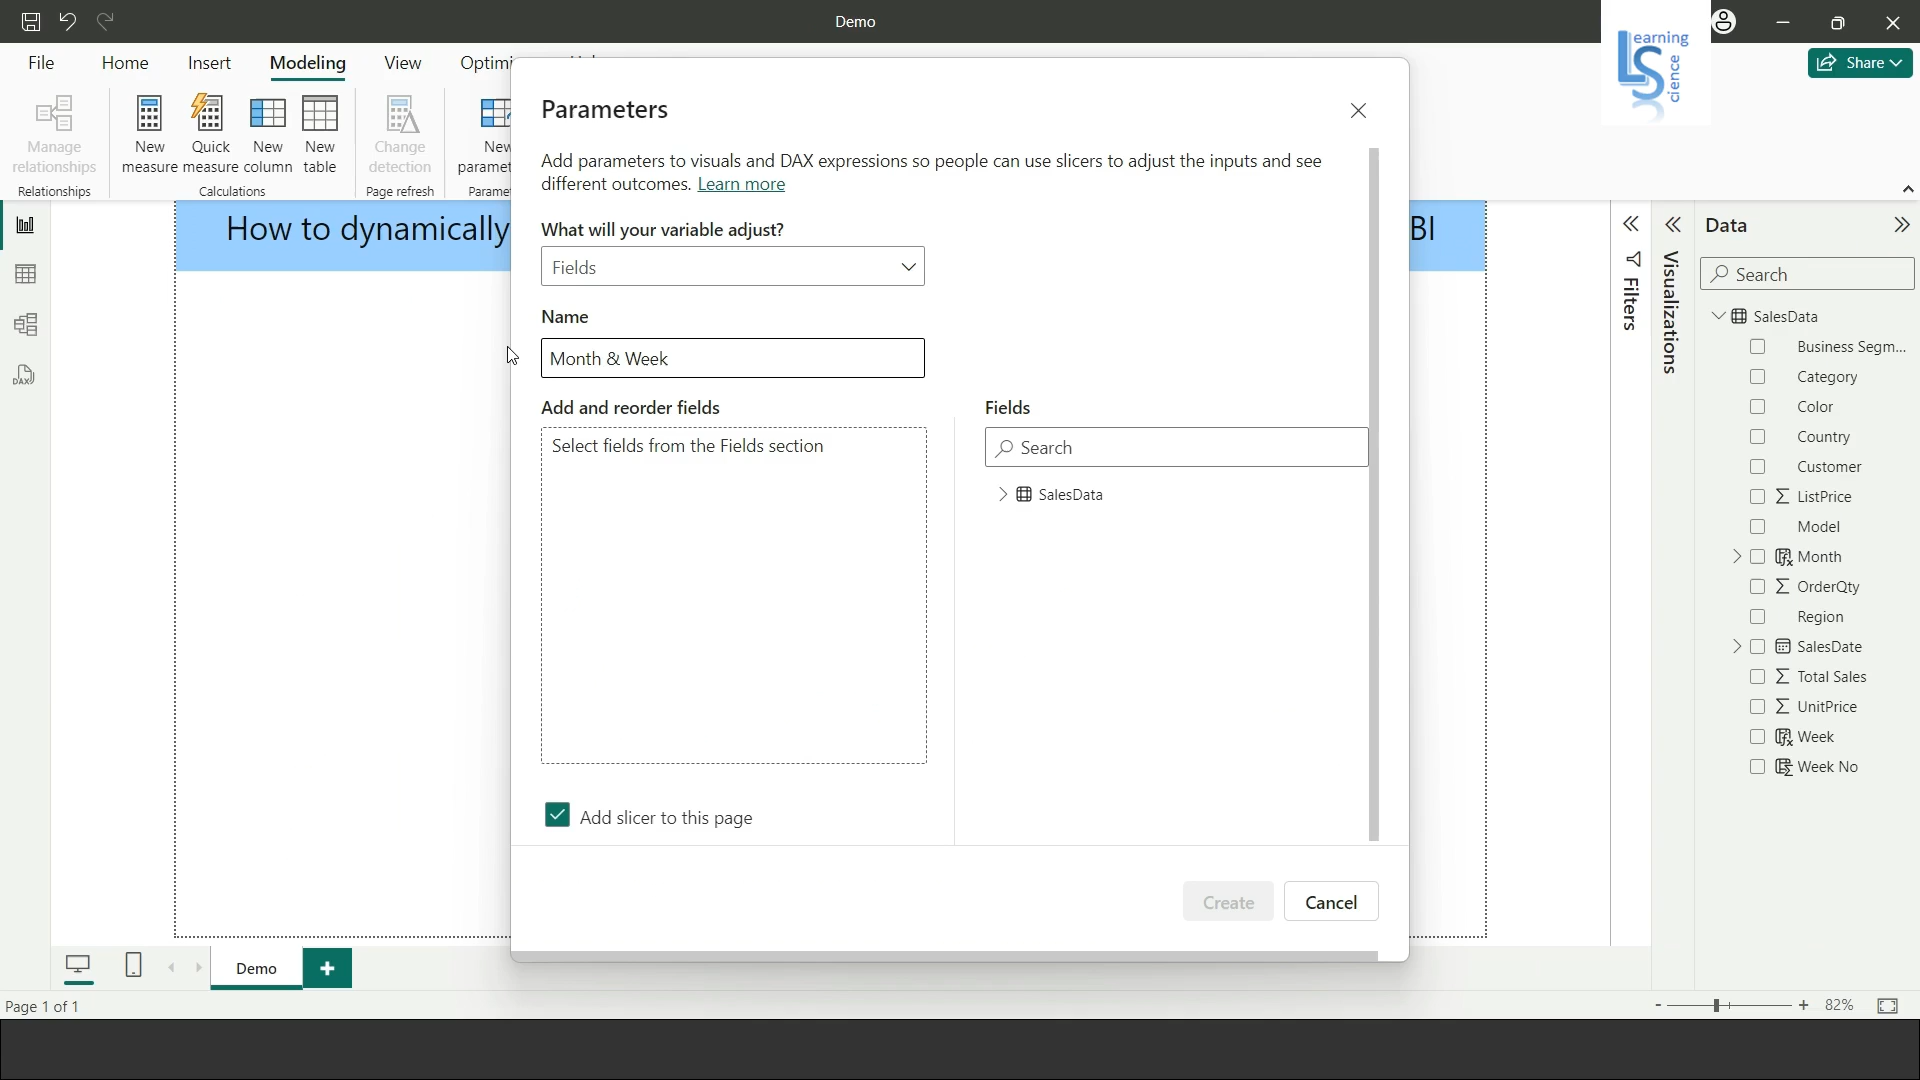 Demo
Learning
Science
Share
File
Home
Insert
Modeling
View
Optimi
Manage
relationships
Relationships
New
measure
Quick
measure
New
column
New
table
Calculations
Change
detection
Page refresh
New
paramet
Parame
How to dynamically
BI
Parameters
Add parameters to visuals and DAX expressions so people can use slicers to adjust the inputs and see
different outcomes. Learn more
What will your variable adjust?
Fields
Name
Month & Week
Add and reorder fields
Select fields from the Fields section
Add slicer to this page
Fields
Search
SalesData
Create
Cancel
Filters
Visualizations
Data
Search
SalesData
Business Segm...
Category
Color
Country
Customer
ListPrice
Model
Month
OrderQty
Region
SalesDate
Total Sales
UnitPrice
Week
Week No
DAX
Demo
Page 1 of 1
82%